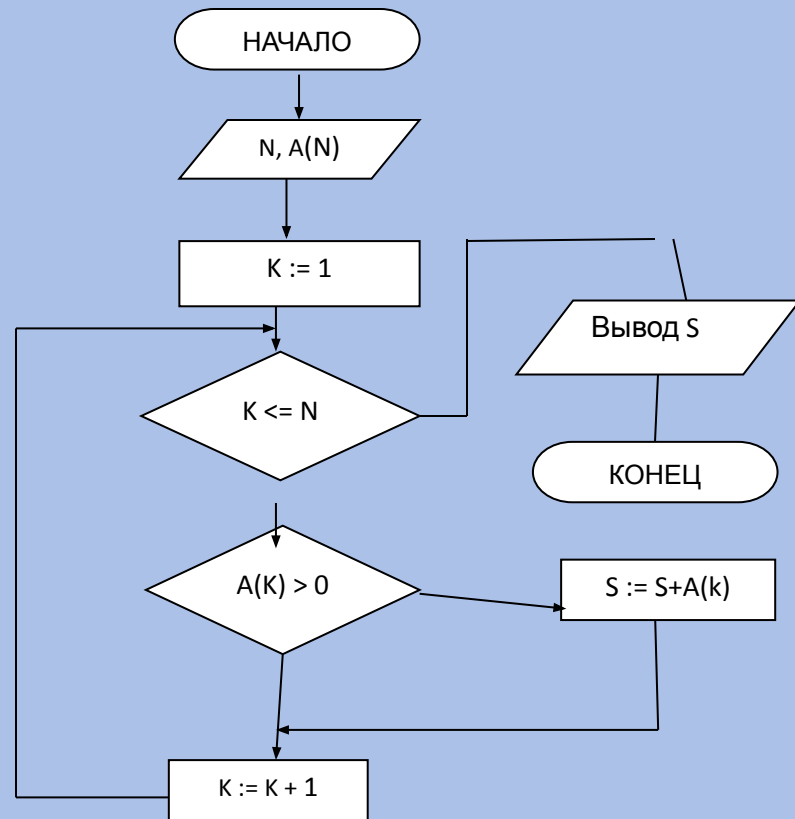 НАЧАЛО
N, A(N)
K := 1
K <= N
Вывод S
КОНЕЦ
A(K) > 0
S := S+A(k)
K := K + 1